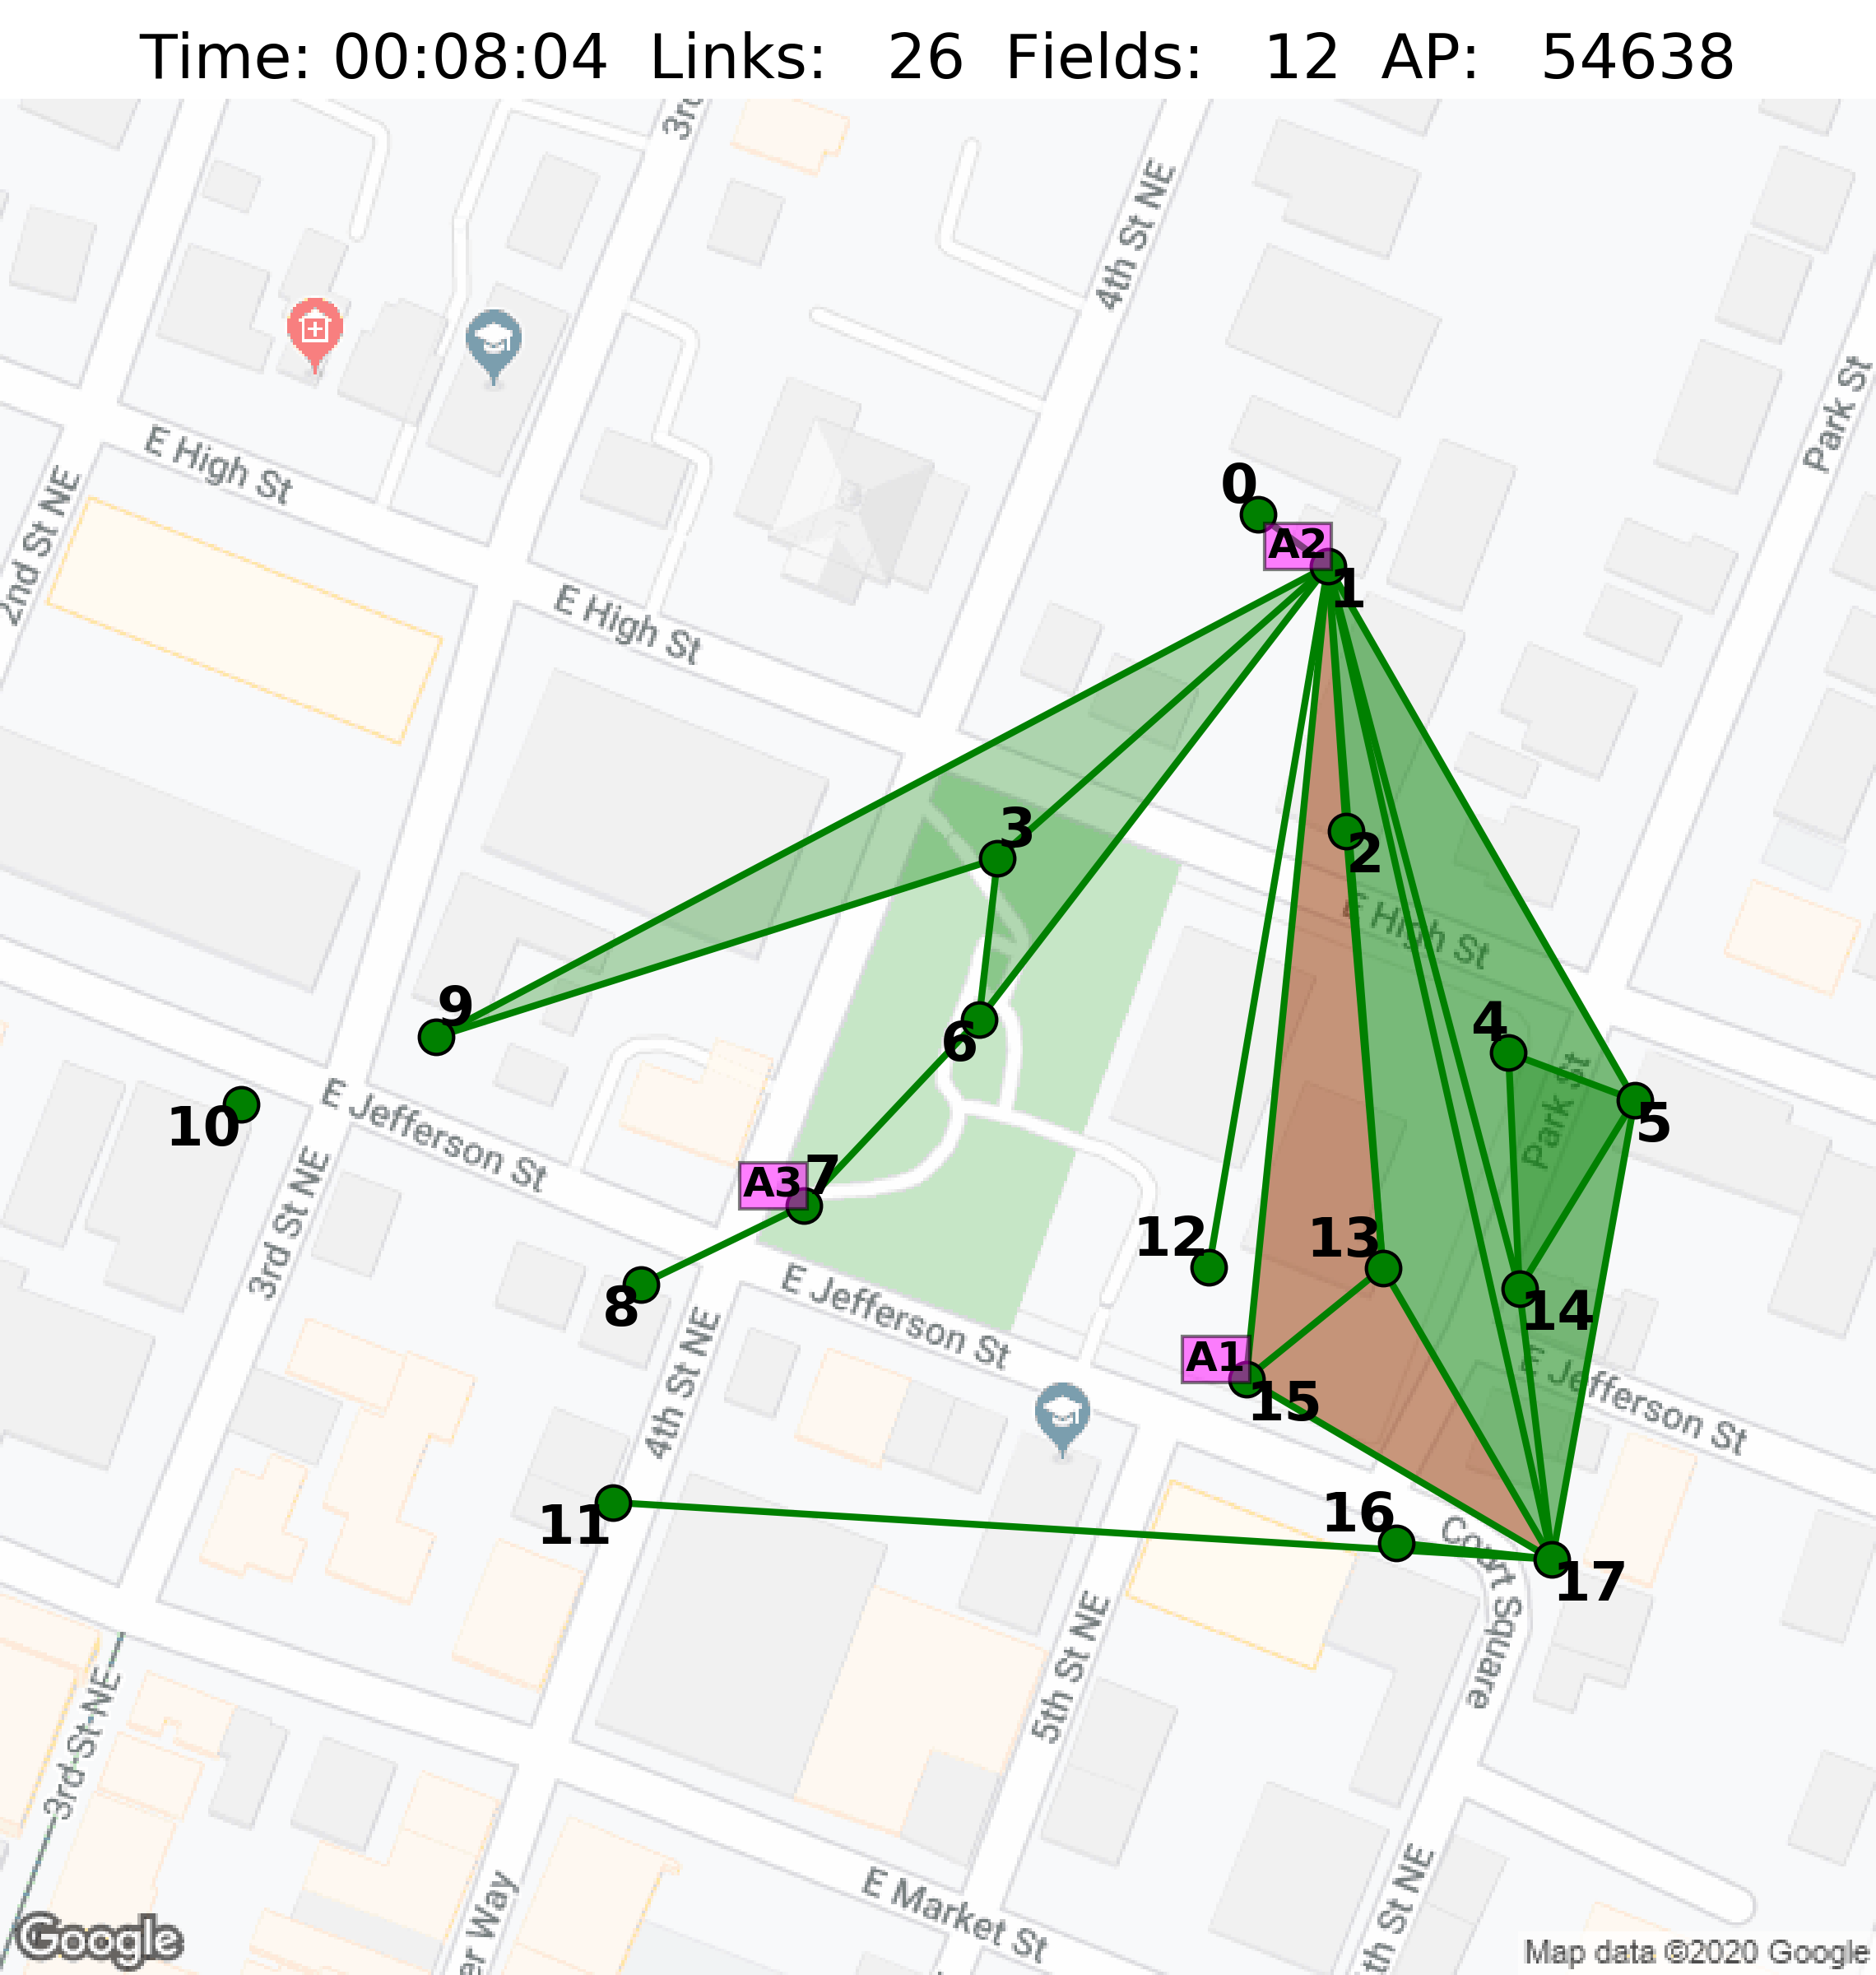 Time: 00:08:04 Links: 26 Fields: 12 AP: 54638
3rd
4th St NE
Park St
E High St
2nd St NE
0
A2
1
E High St
3
2
E High St
9
6
4
Park St
5
10
E Jefferson St
3rd St NE
A3
7
12
13
8
E Jefferson St
14
E Jefferson St
A1
15
4th St NE
11
16
Court Square
17
5th St NE
3rd St NE
E Market St
er Way
th St NE
Google
Map data ©2020 Google